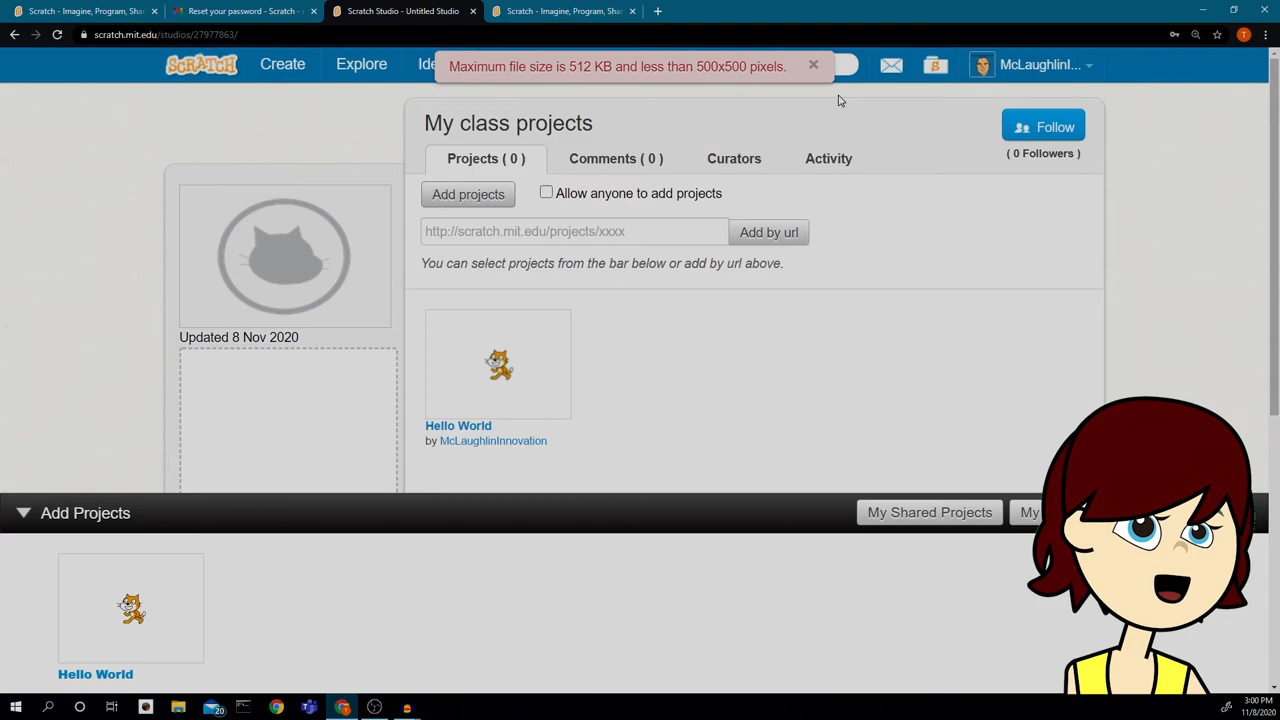 Scratch - Imagine, Program, Shar
Reset your password - Scratch -
Scratch Studio - Untitled Studio
Scratch - Imagine, Program, Shar
scratch.mit.edu/studios/27977863/
SCRATCH
Create
Explore
Ide
Maximum file size is 512 KB and less than 500x500 pixels.
McLaughlinI...
My class projects
Follow
( 0 Followers )
Projects ( 0 )
Comments ( 0 )
Curators
Activity
Add projects
Allow anyone to add projects
http://scratch.mit.edu/projects/xxxx
Add by url
You can select projects from the bar below or add by url above.
Updated 8 Nov 2020
Hello World
by McLaughlinInnovation
Add Projects
My Shared Projects
My
Hello World
20
3:00 PM
11/8/2020